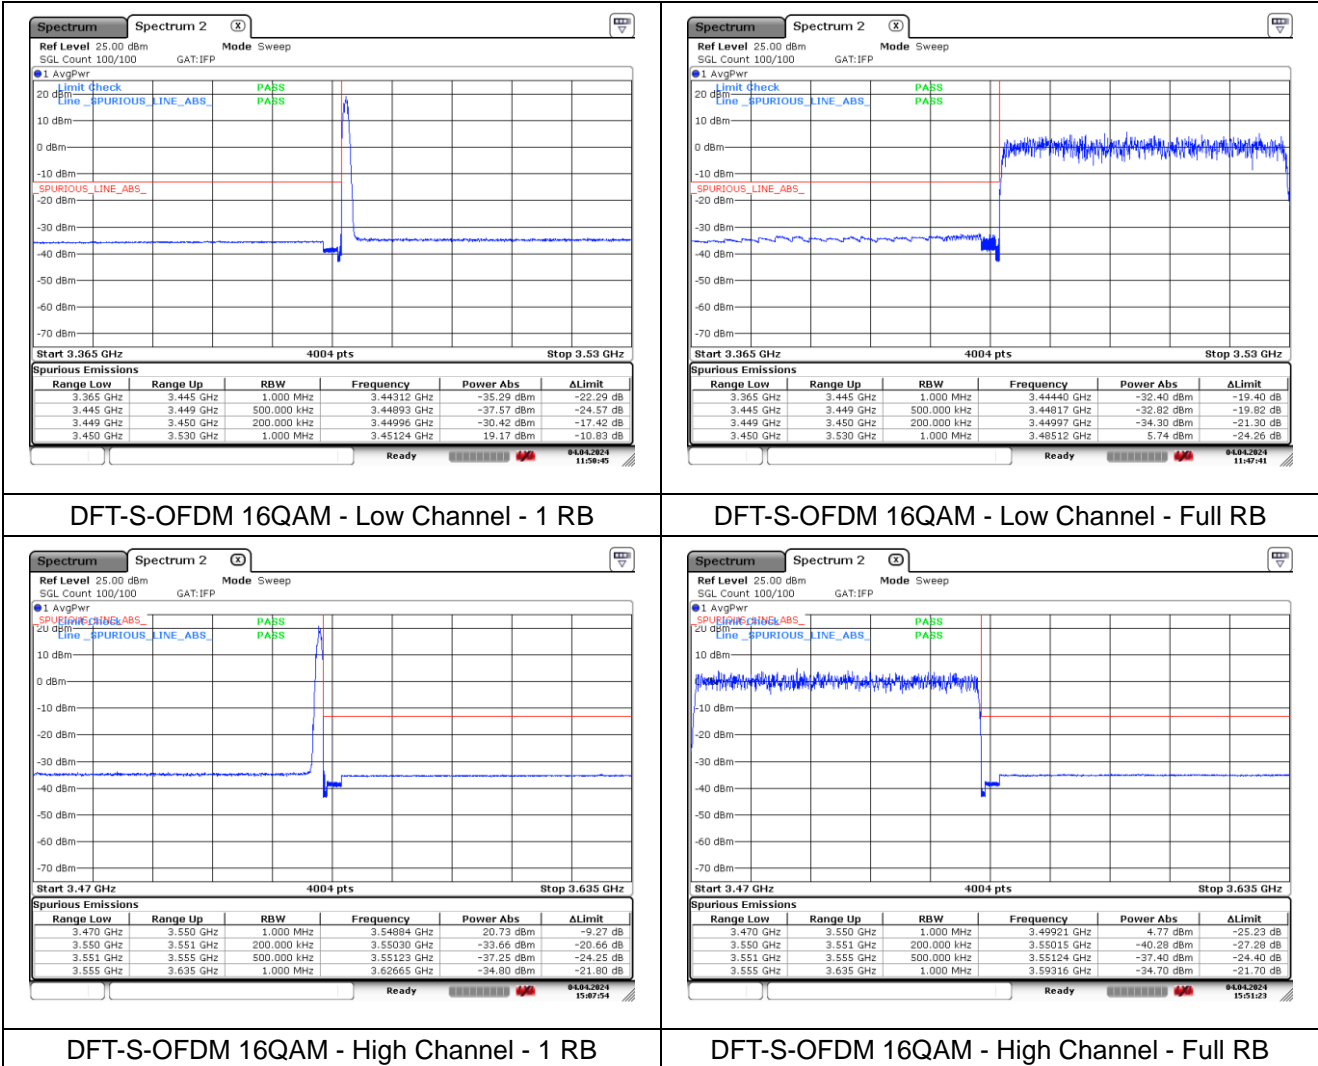 Spectrum Spectrum 2 X
Ref Level 25.00 dBm Mode Sweep
SGL Count 100/100 GAT:IFP
1 AvgPwr
Limit Check PASS
20 dBm
Line _SPURIOUS_LINE_ABS_ PASS
10 dBm
0 dBm
-10 dBm
_SPURIOUS_LINE_ABS_
-20 dBm
-30 dBm
-40 dBm
-50 dBm
-60 dBm
-70 dBm
Start 3.365 GHz 4004 pts Stop 3.53 GHz
Spurious Emissions
Range Low Range Up RBW Frequency Power Abs ΔLimit
3.365 GHz 3.445 GHz 1.000 MHz 3.44312 GHz -35.29 dBm -22.29 dB
3.445 GHz 3.449 GHz 500.000 kHz 3.44893 GHz -37.57 dBm -24.57 dB
3.449 GHz 3.450 GHz 200.000 kHz 3.44996 GHz -30.42 dBm -17.42 dB
3.450 GHz 3.530 GHz 1.000 MHz 3.45124 GHz 19.17 dBm -10.83 dB
Ready 04.04.2024
11:50:45
DFT-S-OFDM 16QAM - Low Channel - 1 RB
Spectrum Spectrum 2 X
Ref Level 25.00 dBm Mode Sweep
SGL Count 100/100 GAT:IFP
1 AvgPwr
Limit Check PASS
20 dBm
Line _SPURIOUS_LINE_ABS_ PASS
10 dBm
0 dBm
-10 dBm
_SPURIOUS_LINE_ABS_
-20 dBm
-30 dBm
-40 dBm
-50 dBm
-60 dBm
-70 dBm
Start 3.365 GHz 4004 pts Stop 3.53 GHz
Spurious Emissions
Range Low Range Up RBW Frequency Power Abs ΔLimit
3.365 GHz 3.445 GHz 1.000 MHz 3.44440 GHz -32.40 dBm -19.40 dB
3.445 GHz 3.449 GHz 500.000 kHz 3.44817 GHz -32.82 dBm -19.82 dB
3.449 GHz 3.450 GHz 200.000 kHz 3.44997 GHz -34.30 dBm -21.30 dB
3.450 GHz 3.530 GHz 1.000 MHz 3.48512 GHz 5.74 dBm -24.26 dB
Ready 04.04.2024
11:47:41
DFT-S-OFDM 16QAM - Low Channel - Full RB
Spectrum Spectrum 2 X
Ref Level 25.00 dBm Mode Sweep
SGL Count 100/100 GAT:IFP
1 AvgPwr
_SPURIOUS_LINE_ABS_
Limit Check PASS
20 dBm
Line _SPURIOUS_LINE_ABS_ PASS
10 dBm
0 dBm
-10 dBm
-20 dBm
-30 dBm
-40 dBm
-50 dBm
-60 dBm
-70 dBm
Start 3.47 GHz 4004 pts Stop 3.635 GHz
Spurious Emissions
Range Low Range Up RBW Frequency Power Abs ΔLimit
3.470 GHz 3.550 GHz 1.000 MHz 3.54884 GHz 20.73 dBm -9.27 dB
3.550 GHz 3.551 GHz 200.000 kHz 3.55030 GHz -33.66 dBm -20.66 dB
3.551 GHz 3.555 GHz 500.000 kHz 3.55123 GHz -37.25 dBm -24.25 dB
3.555 GHz 3.635 GHz 1.000 MHz 3.62665 GHz -34.80 dBm -21.80 dB
Ready 04.04.2024
15:07:54
DFT-S-OFDM 16QAM - High Channel - 1 RB
Spectrum Spectrum 2 X
Ref Level 25.00 dBm Mode Sweep
SGL Count 100/100 GAT:IFP
1 AvgPwr
_SPURIOUS_LINE_ABS_
Limit Check PASS
20 dBm
Line _SPURIOUS_LINE_ABS_ PASS
10 dBm
0 dBm
-10 dBm
-20 dBm
-30 dBm
-40 dBm
-50 dBm
-60 dBm
-70 dBm
Start 3.47 GHz 4004 pts Stop 3.635 GHz
Spurious Emissions
Range Low Range Up RBW Frequency Power Abs ΔLimit
3.470 GHz 3.550 GHz 1.000 MHz 3.49921 GHz 4.77 dBm -25.23 dB
3.550 GHz 3.551 GHz 200.000 kHz 3.55015 GHz -40.28 dBm -27.28 dB
3.551 GHz 3.555 GHz 500.000 kHz 3.55124 GHz -37.40 dBm -24.40 dB
3.555 GHz 3.635 GHz 1.000 MHz 3.59316 GHz -34.70 dBm -21.70 dB
Ready 04.04.2024
15:51:23
DFT-S-OFDM 16QAM - High Channel - Full RB